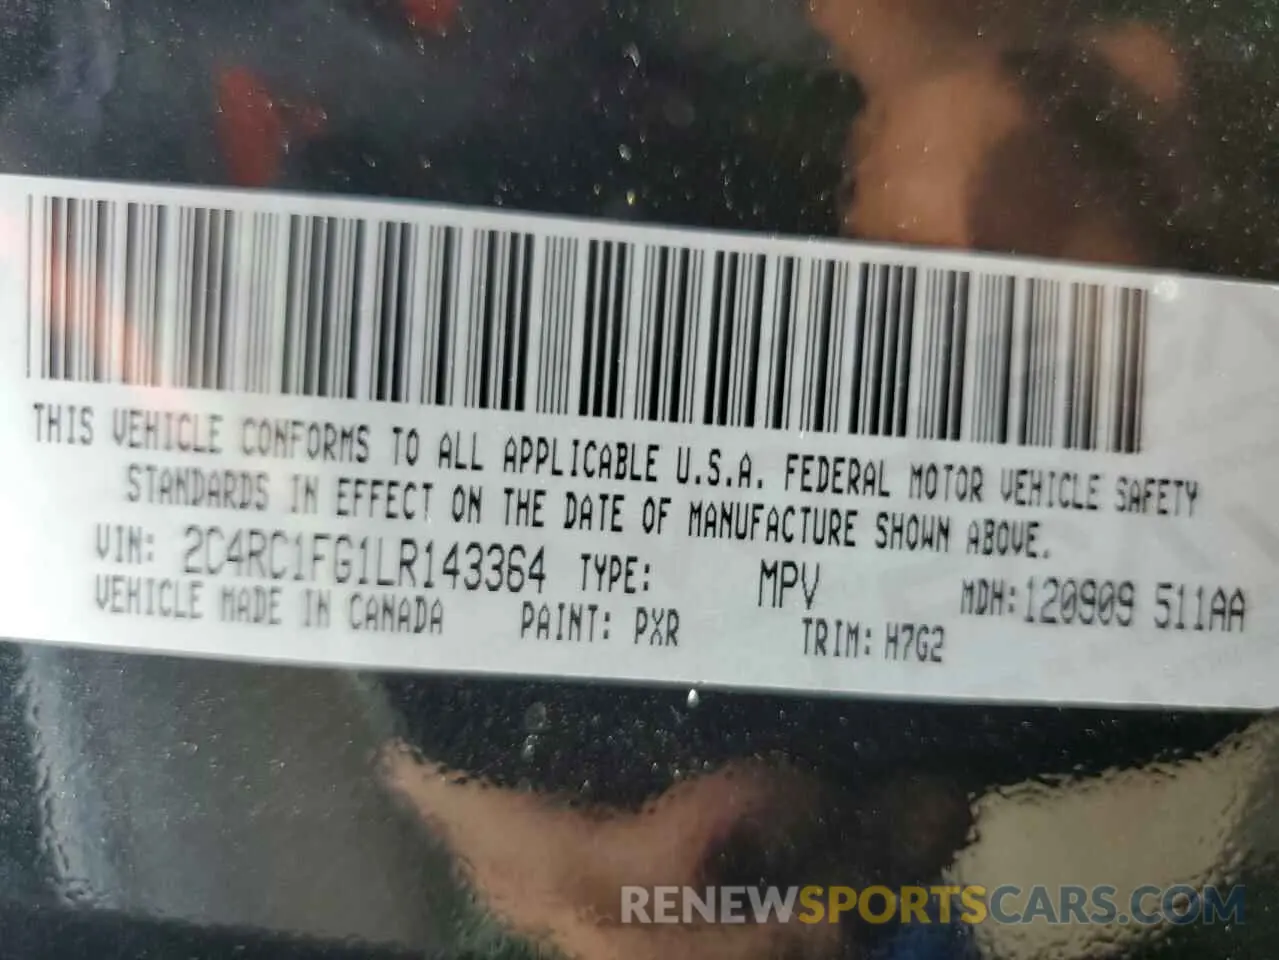 THIS VEHICLE CONFORMS TO ALL APPLICABLE U.S.A. FEDERAL MOTOR VEHICLE SAFETY
STANDARDS IN EFFECT ON THE DATE OF MANUFACTURE SHOWN ABOVE.
VIN: 2C4RC1FG1LR143364 TYPE: MPV MDH:120909 511AA
VEHICLE MADE IN CANADA PAINT: PXR TRIM: H7G2
RENEWSPORTSCARS.COM